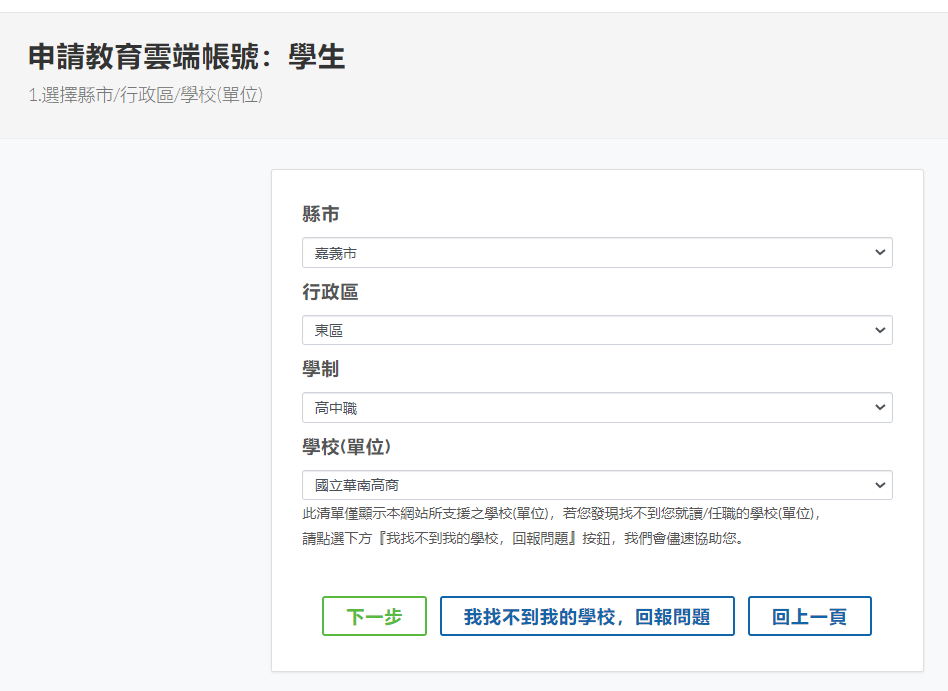 申請教育雲端帳號：學生
1.選擇縣市/行政區/學校(單位)
縣市
嘉義市
行政區
東區
學制
高中職
學校(單位)
國立華南高商
此清單僅顯示本網站所支援之學校(單位)，若您發現找不到您就讀/任職的學校(單位)，
請點選下方『我找不到我的學校，回報問題』按鈕，我們會儘速協助您。
下一步
我找不到我的學校，回報問題
回上一頁